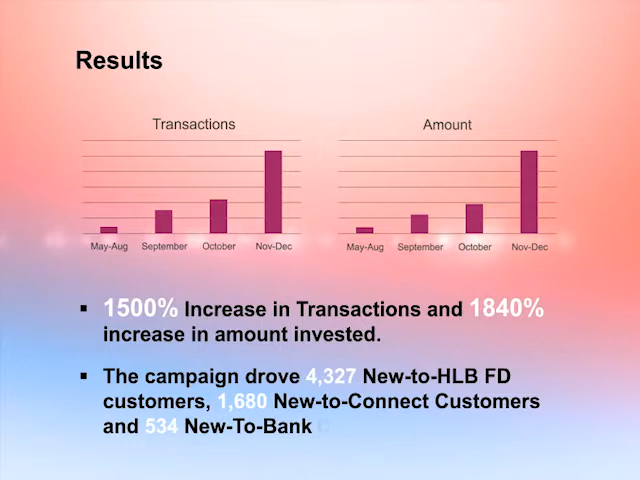 Results
Transactions
Amount
May-Aug September October Nov-Dec
May-Aug September October Nov-Dec
▪ 1500% Increase in Transactions and 1840%
increase in amount invested.
▪ The campaign drove 4,327 New-to-HLB FD
customers, 1,680 New-to-Connect Customers
and 534 New-To-Bank